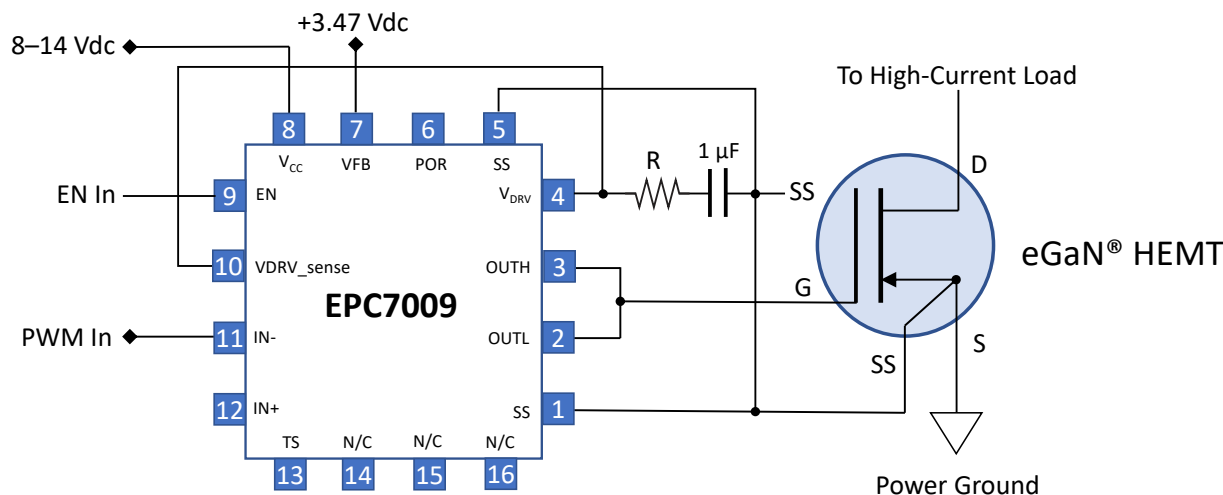 +3.47 Vdc
8–14 Vdc
To High-Current Load
8 7 6 5
V_CC VFB POR SS
R
1 µF
D
EN In
9 EN
V_DRV 4
SS
10 VDRV_sense
OUTH 3
eGaN® HEMT
EPC7009
G
PWM In
11 IN-
OUTL 2
S
SS
12 IN+
SS 1
TS N/C N/C N/C
13 14 15 16
Power Ground